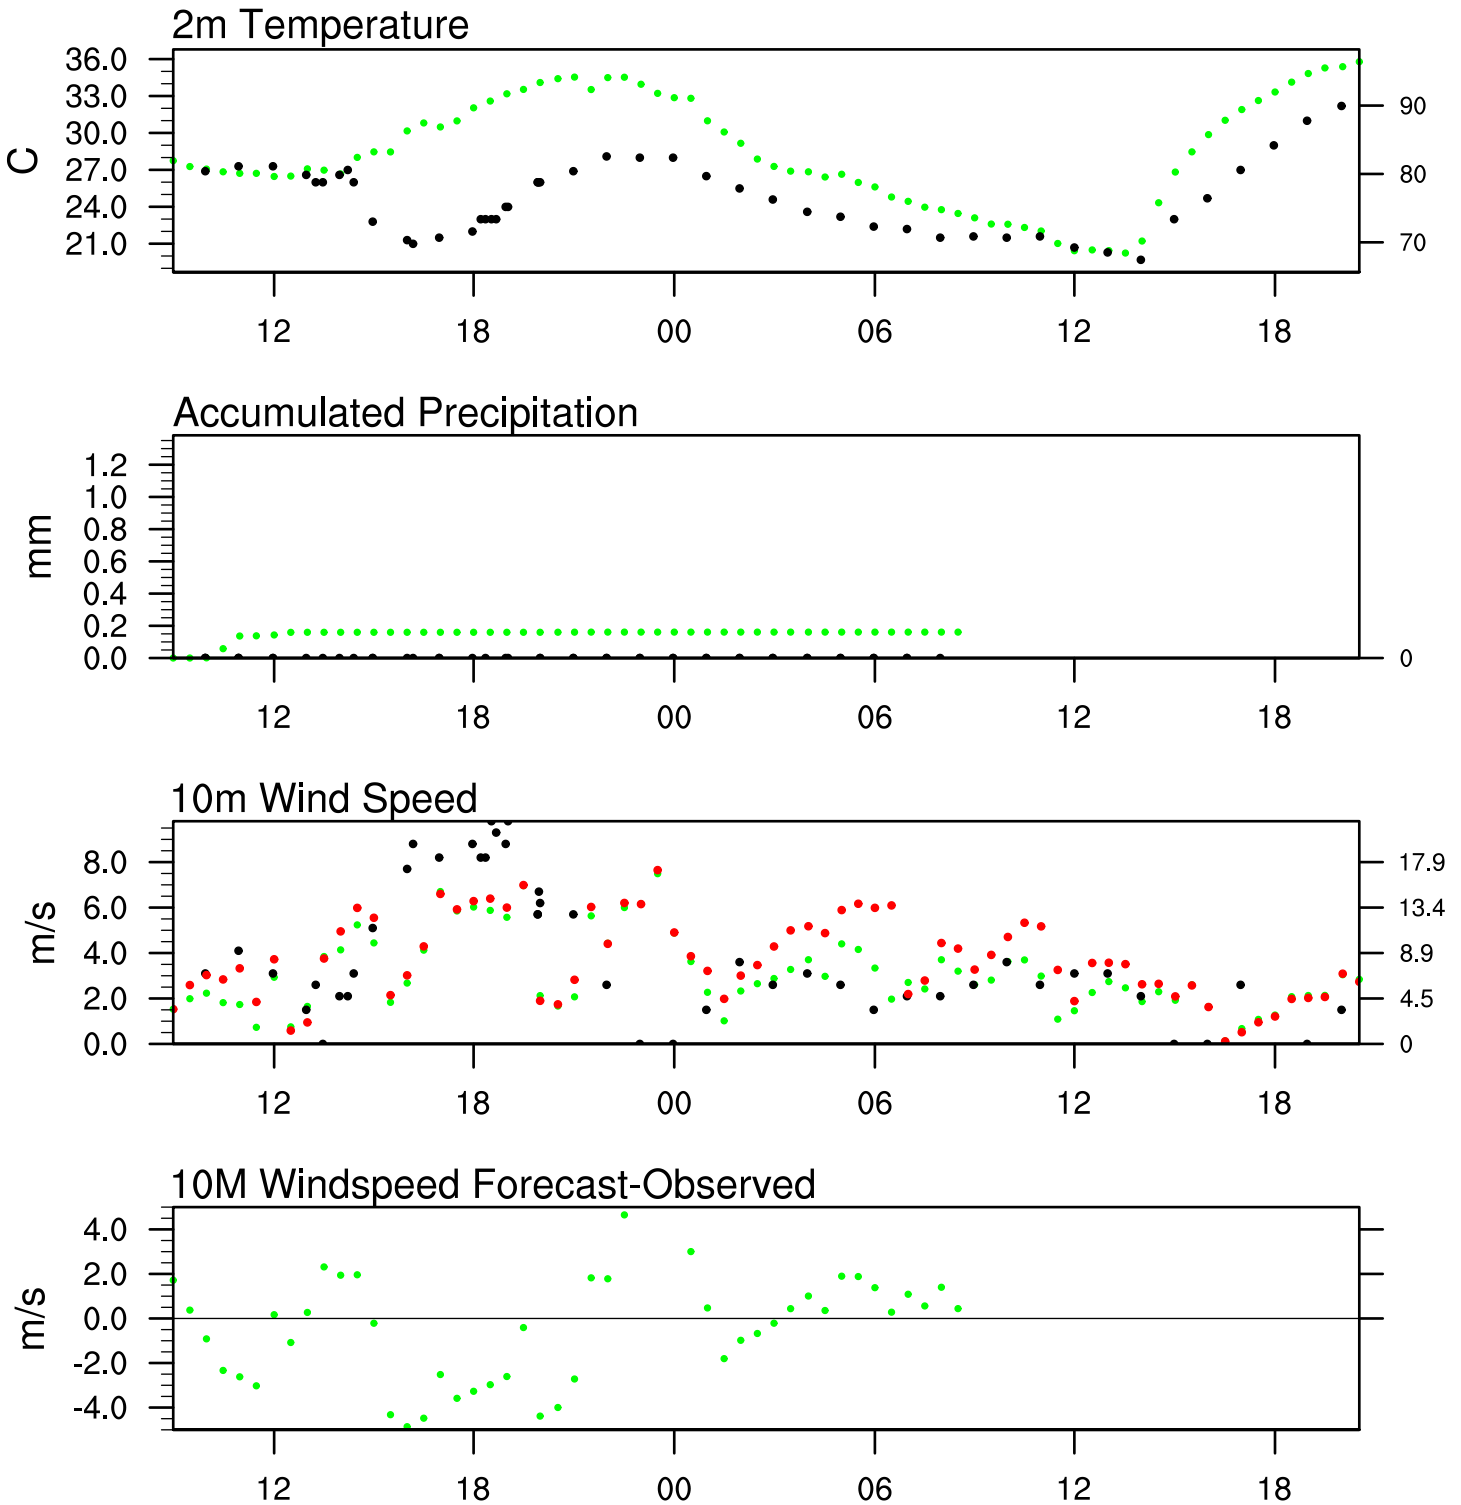 2m Temperature
36.0
33.0
30.0
27.0
24.0
21.0
C
90
80
70
12 18 00 06 12 18
Accumulated Precipitation
1.2
1.0
0.8
0.6
0.4
0.2
0.0
mm
0
12 18 00 06 12 18
10m Wind Speed
8.0
6.0
4.0
2.0
0.0
m/s
17.9
13.4
8.9
4.5
0
12 18 00 06 12 18
10M Windspeed Forecast-Observed
4.0
2.0
0.0
-2.0
-4.0
m/s
12 18 00 06 12 18